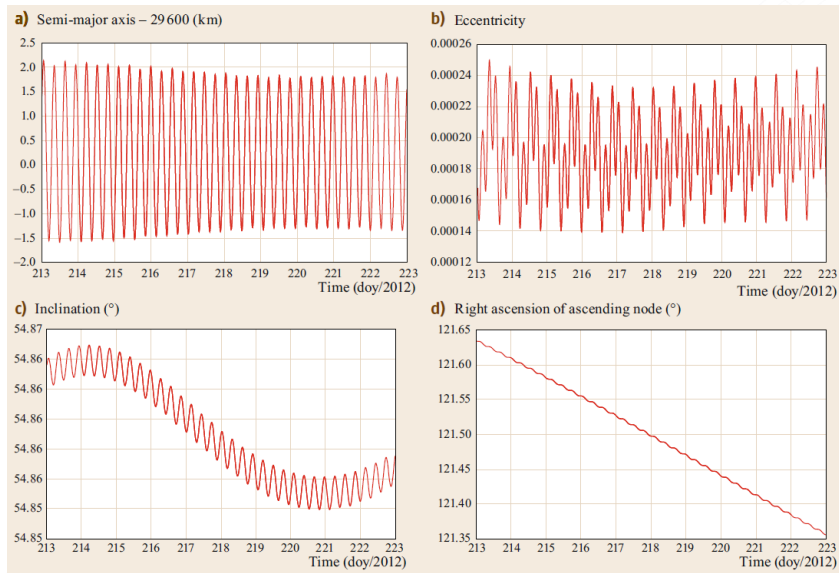 a) Semi-major axis – 29 600 (km)
2.5
2.0
1.5
1.0
0.5
0.0
–0.5
–1.0
–1.5
–2.0
213 214 215 216 217 218 219 220 221 222 223
Time (doy/2012)
b) Eccentricity
0.00026
0.00024
0.00022
0.00020
0.00018
0.00016
0.00014
0.00012
213 214 215 216 217 218 219 220 221 222 223
Time (doy/2012)
c) Inclination (°)
54.87
54.86
54.86
54.86
54.86
54.86
54.85
54.85
213 214 215 216 217 218 219 220 221 222 223
Time (doy/2012)
d) Right ascension of ascending node (°)
121.65
121.60
121.55
121.50
121.45
121.40
121.35
213 214 215 216 217 218 219 220 221 222 223
Time (doy/2012)